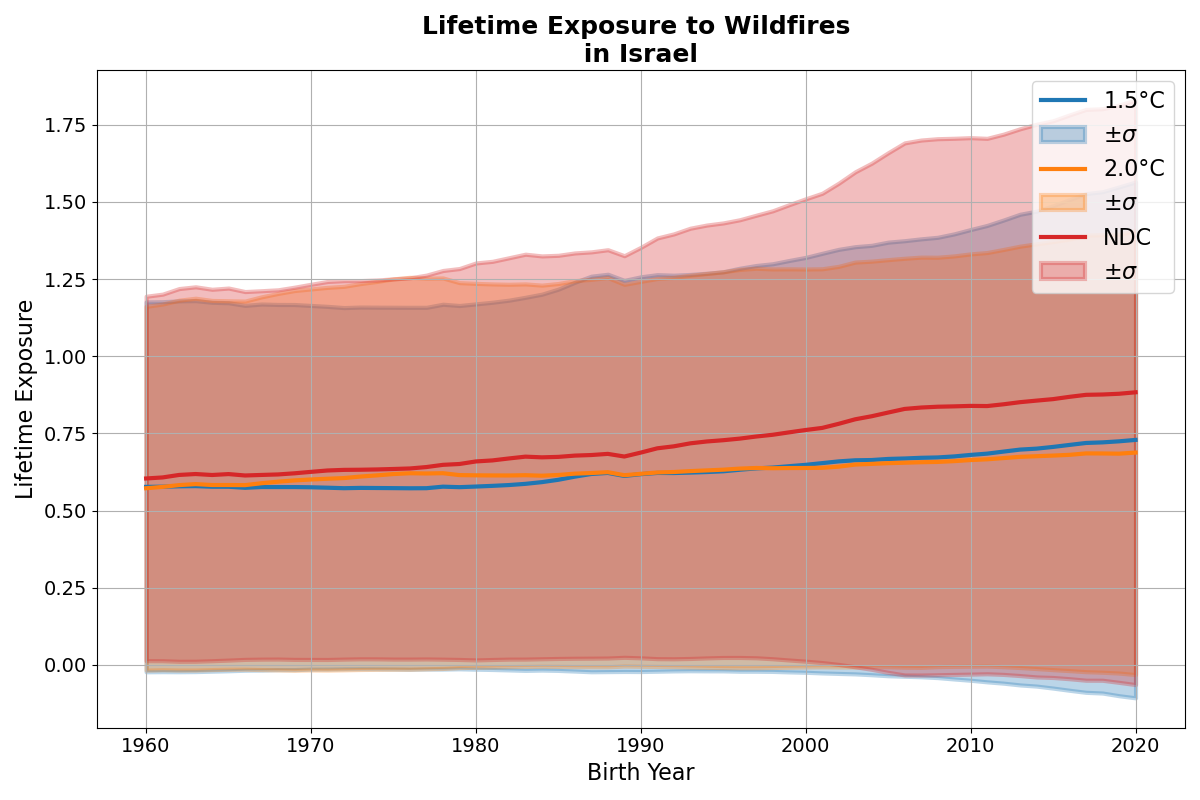 Lifetime Exposure to Wildfires
in Israel
Lifetime Exposure
1.75
1.50
1.25
1.00
0.75
0.50
0.25
0.00
1960
1970
1980
1990
2000
2010
2020
Birth Year
1.5°C
±σ
2.0°C
±σ
NDC
±σ